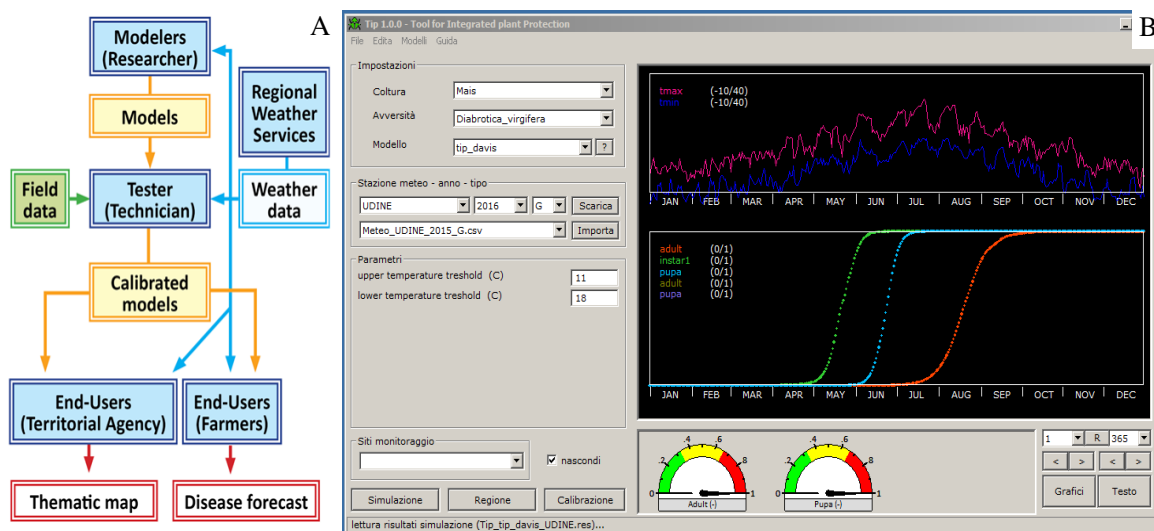 A
Modelers
(Researcher)
Models
Regional
Weather
Services
Field
data
Tester
(Technician)
Weather
data
Calibrated
models
End-Users
(Territorial Agency)
End-Users
(Farmers)
Thematic map
Disease forecast
B
Tip 1.0.0 - Tool for Integrated plant Protection
File Edita Modelli Guida
Impostazioni
Coltura Mais
Avversità Diabrotica_virgifera
Modello tip_davis ?
Stazione meteo - anno - tipo
UDINE 2016 G Scarica
Meteo_UDINE_2015_G.csv Importa
Parametri
upper temperature treshold (C) 11
lower temperature treshold (C) 18
Siti monitoraggio
nascondi
Simulazione Regione Calibrazione
lettura risultati simulazione (Tip_tip_davis_UDINE.res)...
tmax (-10/40)
tmin (-10/40)
JAN FEB MAR APR MAY JUN JUL AUG SEP OCT NOV DEC
adult (0/1)
instar1 (0/1)
pupa (0/1)
adult (0/1)
pupa (0/1)
JAN FEB MAR APR MAY JUN JUL AUG SEP OCT NOV DEC
0 .2 .4 .6 .8 1
Adult (-)
0 .2 .4 .6 .8 1
Pupa (-)
1 R 365
< > < >
Grafici Testo